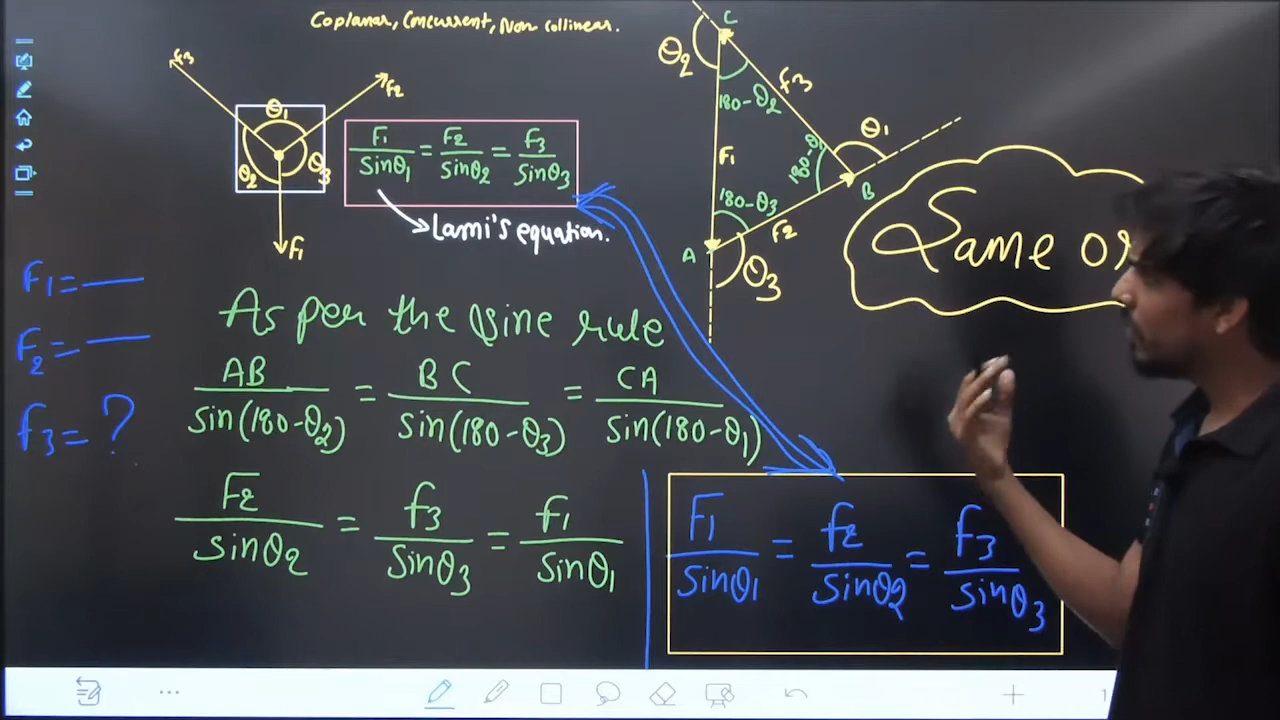 Coplanar, Concurrent, Non collinear.
f3
F2
θ1
θ2
θ3
F1
F1/sinθ1 = F2/sinθ2 = F3/sinθ3
Lami's equation.
C
θ2
180-θ2
f3
θ1
F1
180-θ1
B
180-θ3
F2
A
θ3
Same or
F1 = —
F2 = —
f3 = ?
As per the sine rule
AB/sin(180-θ2) = BC/sin(180-θ3) = CA/sin(180-θ1)
F2/sinθ2 = f3/sinθ3 = f1/sinθ1
F1/sinθ1 = f2/sinθ2 = f3/sinθ3
1